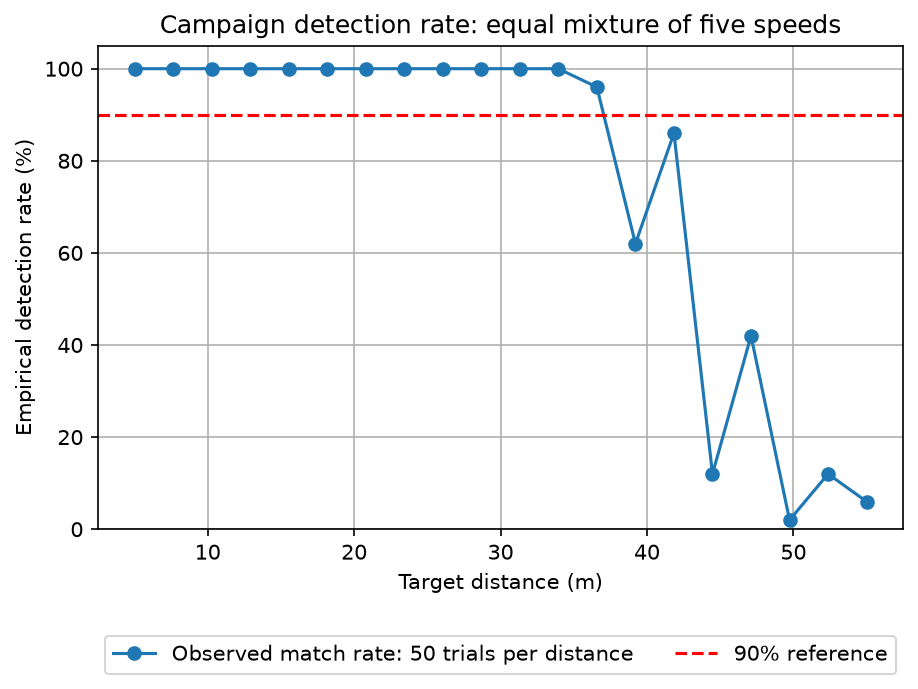 Campaign detection rate: equal mixture of five speeds
100
80
60
40
20
0
Empirical detection rate (%)
10 20 30 40 50
Target distance (m)
Observed match rate: 50 trials per distance 90% reference